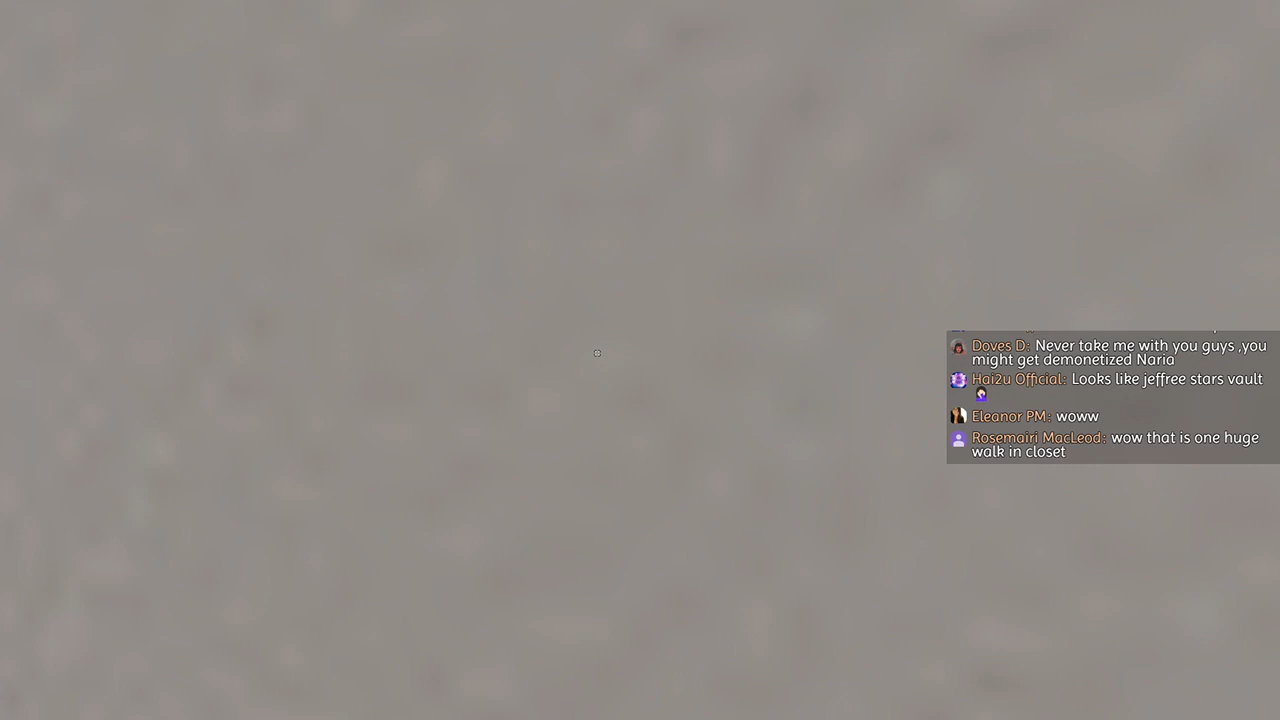 Doves D: Never take me with you guys ,you
might get demonetized Naria
Hai2u Official: Looks like jeffree stars vault
Eleanor PM: woww
Rosemairi MacLeod: wow that is one huge
walk in closet